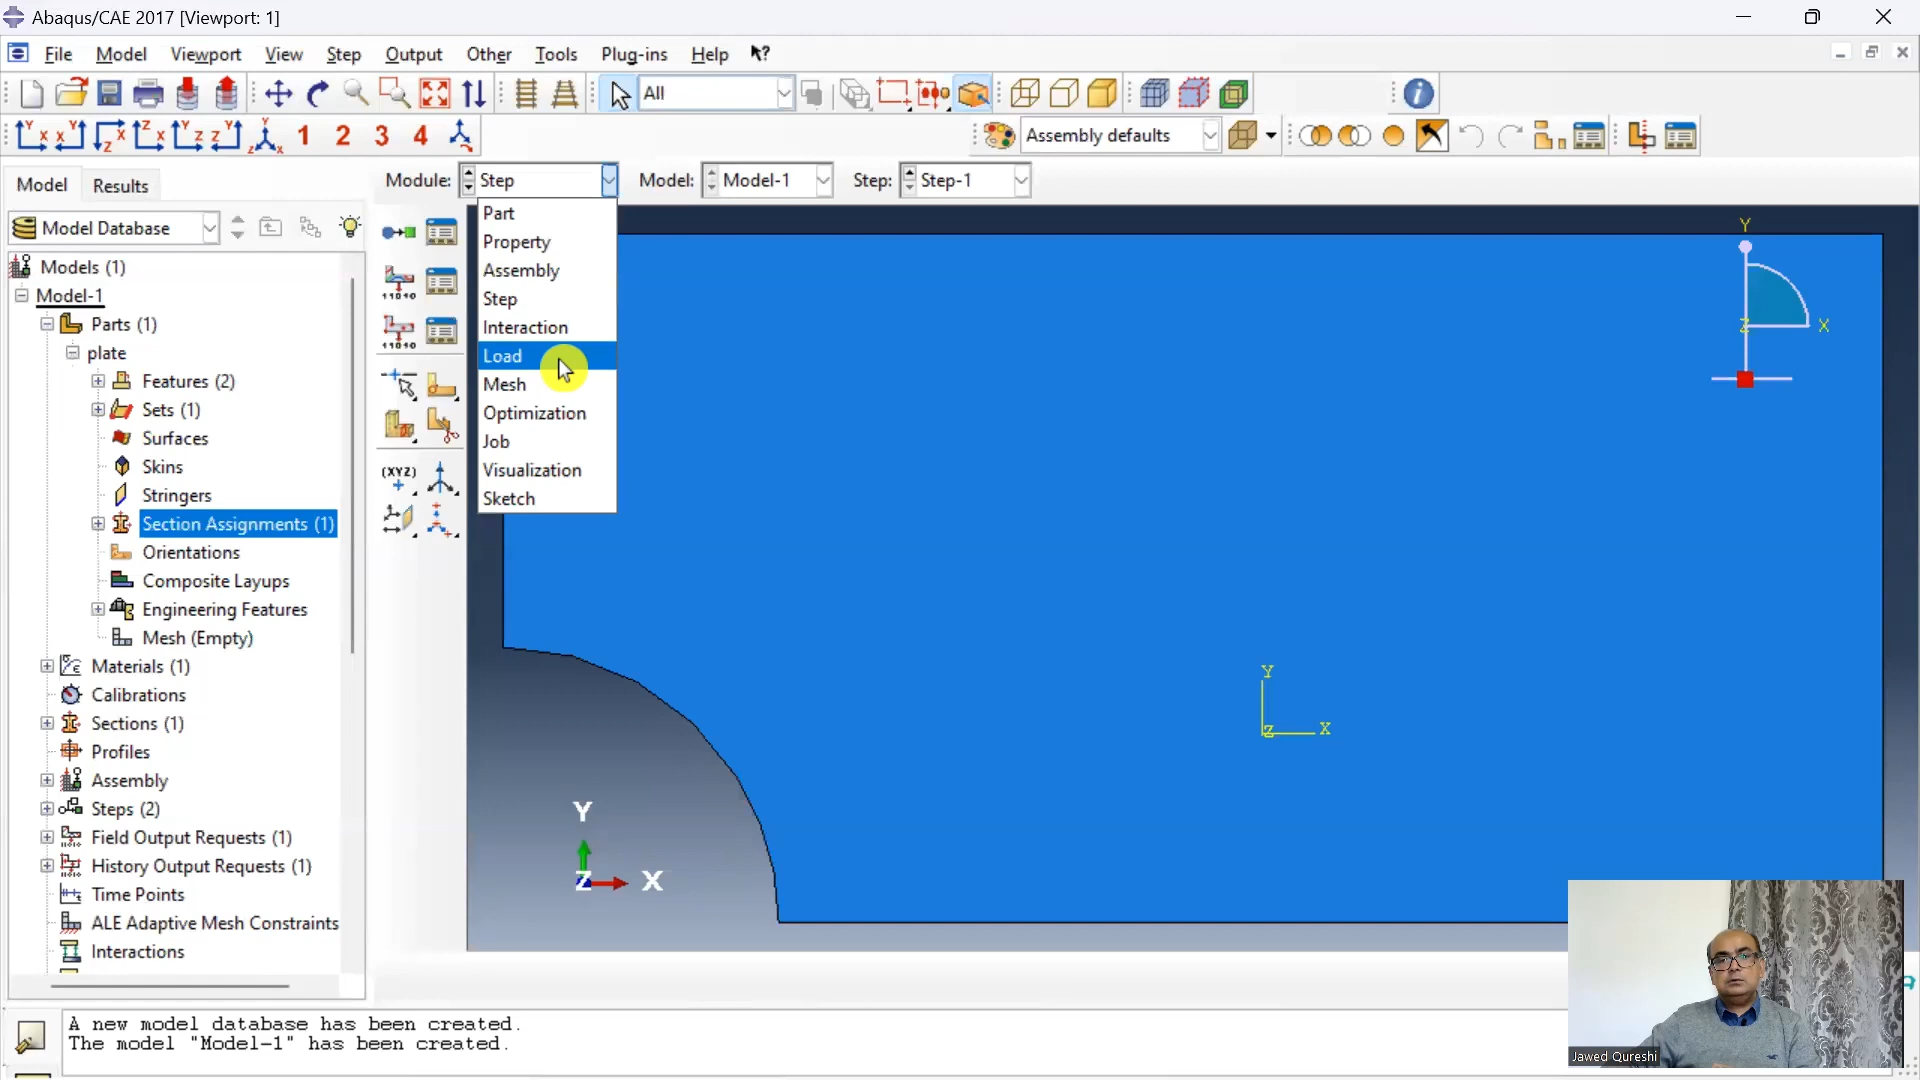 Abaqus/CAE 2017 [Viewport: 1]
File Model Viewport View Step Output Other Tools Plug-ins Help
All
1 2 3 4
Assembly defaults
Model Results
Module: Step Model: Model-1 Step: Step-1
Model Database
Models (1)
Model-1
Parts (1)
plate
Features (2)
Sets (1)
Surfaces
Skins
Stringers
Section Assignments (1)
Orientations
Composite Layups
Engineering Features
Mesh (Empty)
Materials (1)
Calibrations
Sections (1)
Profiles
Assembly
Steps (2)
Field Output Requests (1)
History Output Requests (1)
Time Points
ALE Adaptive Mesh Constraints
Interactions
Part
Property
Assembly
Step
Interaction
Load
Mesh
Optimization
Job
Visualization
Sketch
(XYZ)
Y
Z X
Y
Z X
Y
Z X
A new model database has been created.
The model "Model-1" has been created.
Jawed Qureshi